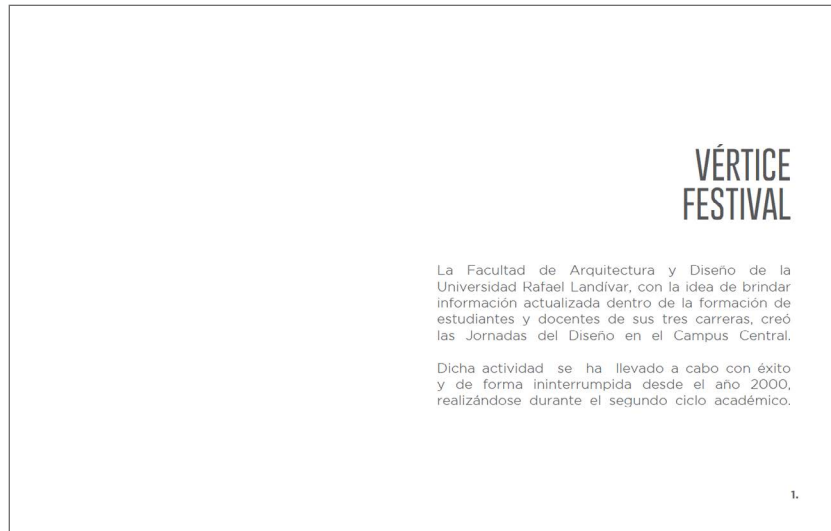 VÉRTICE
FESTIVAL
La Facultad de Arquitectura y Diseño de la
Universidad Rafael Landívar, con la idea de brindar
información actualizada dentro de la formación de
estudiantes y docentes de sus tres carreras, creó
las Jornadas del Diseño en el Campus Central.
Dicha actividad se ha llevado a cabo con éxito
y de forma ininterrumpida desde el año 2000,
realizándose durante el segundo ciclo académico.
1.